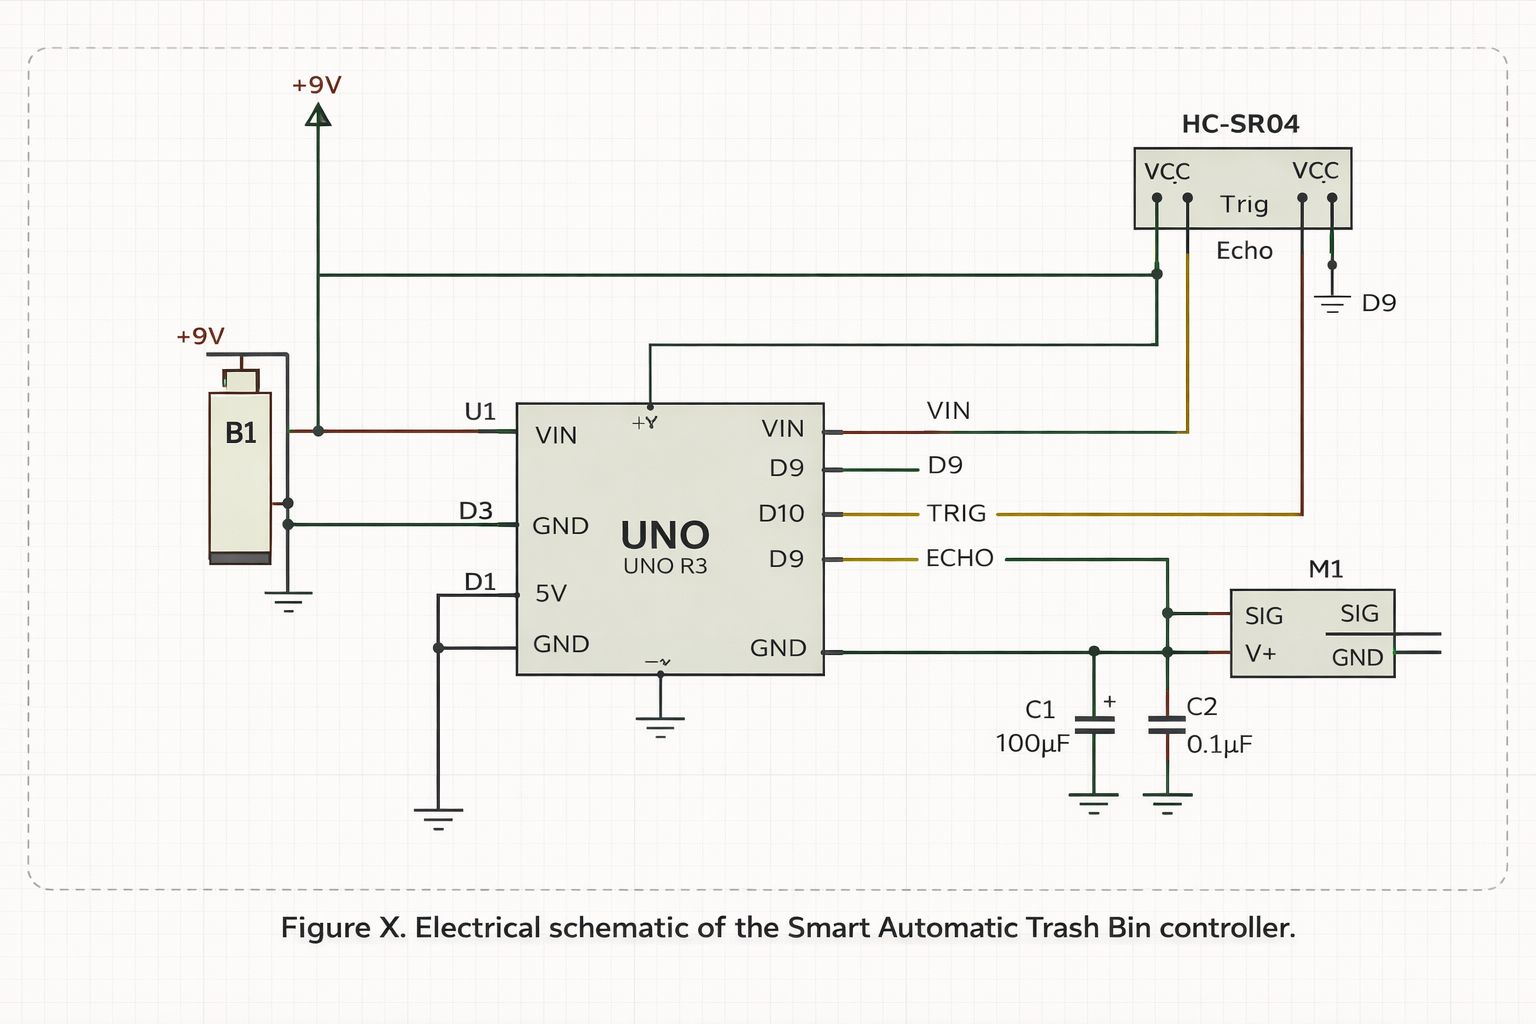 +9V
HC-SR04
VCC
VCC
Trig
Echo
D9
+9V
B1
U1
VIN
VIN
VIN
VIN
D9
D9
D3
GND
UNO
UNO R3
D10
TRIG
D9
ECHO
D1
5V
GND
GND
M1
SIG
SIG
V+
GND
C1
+
100µF
C2
0.1µF
Figure X. Electrical schematic of the Smart Automatic Trash Bin controller.